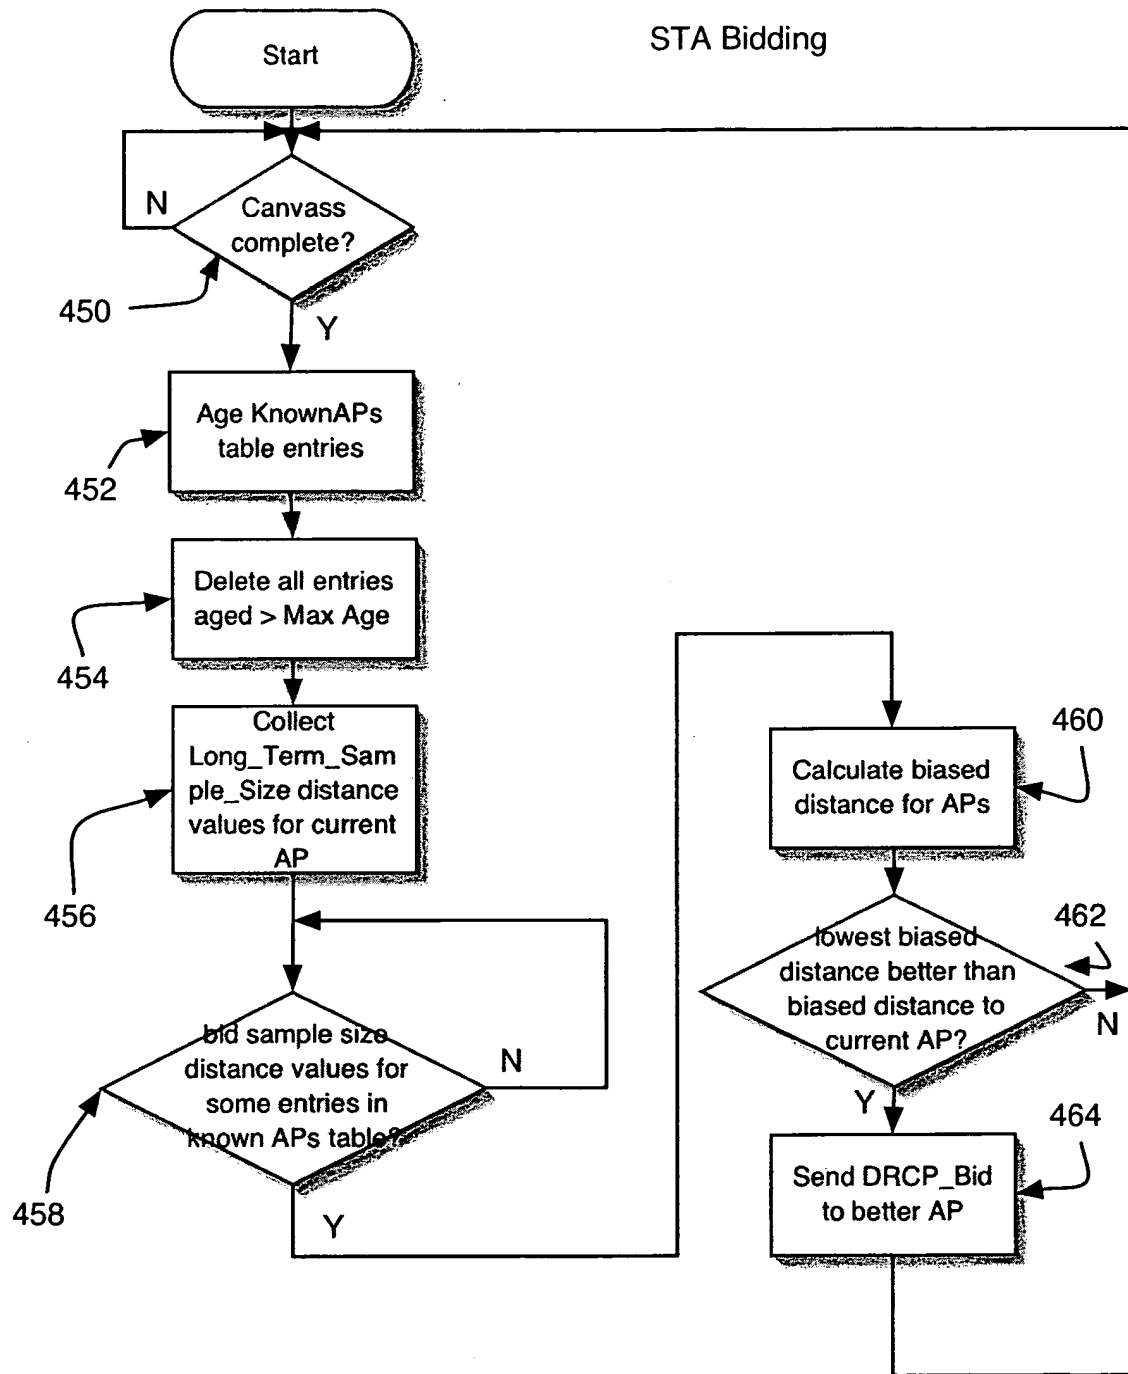 STA Bidding
Start
N
Canvass
complete?
450
Y
Age KnownAPs
table entries
452
Delete all entries
aged > Max Age
454
Collect
Long_Term_Sam
ple_Size distance
values for current
AP
456
bid sample size
distance values for
some entries in
known APs table?
N
458
Y
460
Calculate biased
distance for APs
462
lowest biased
distance better than
biased distance to
current AP?
N
Y
464
Send DRCP_Bid
to better AP